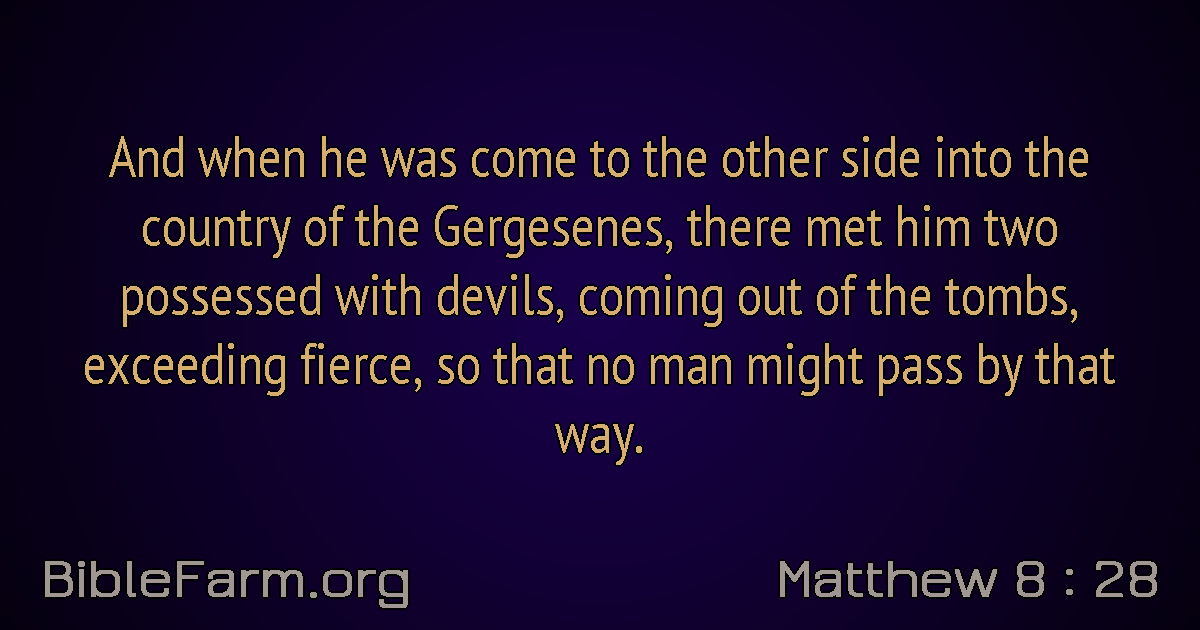 And when he was come to the other side into the
country of the Gergesenes, there met him two
possessed with devils, coming out of the tombs,
exceeding fierce, so that no man might pass by that
way.
BibleFarm.org
Matthew 8 : 28